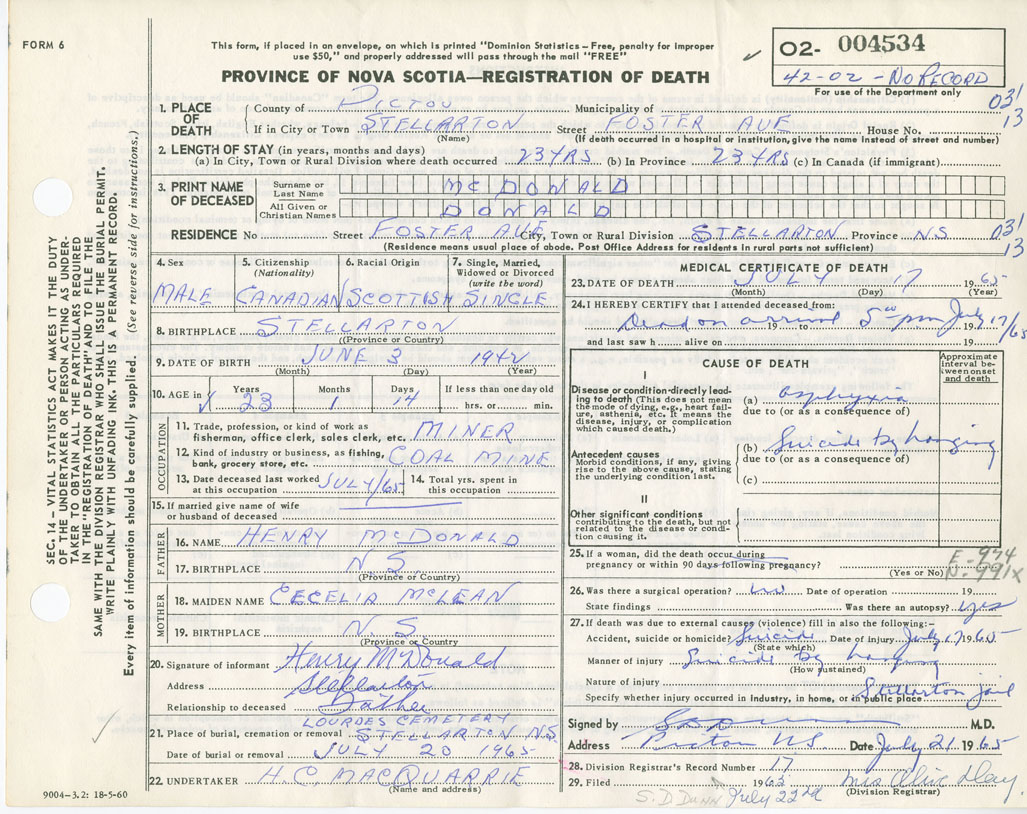 FORM 6
This form, if placed in an envelope, on which is printed "Dominion Statistics – Free, penalty for improper
use $50," and properly addressed will pass through the mail "FREE"
PROVINCE OF NOVA SCOTIA—REGISTRATION OF DEATH
O2- 004534
42-02 - NO RECORD
For use of the Department only
031
13
1. PLACE OF DEATH
County of PICTOU Municipality of
If in City or Town STELLARTON Street FOSTER AVE House No.
(Name) (If death occurred in a hospital or institution, give the name instead of street and number)
2. LENGTH OF STAY (in years, months and days)
(a) In City, Town or Rural Division where death occurred 23 YRS (b) In Province 23 YRS (c) In Canada (if immigrant)
3. PRINT NAME OF DECEASED
Surname or Last Name MC DONALD
All Given or Christian Names DONALD
RESIDENCE No Street FOSTER AVE City, Town or Rural Division STELLARTON Province NS
031
13
(Residence means usual place of abode. Post Office Address for residents in rural parts not sufficient)
4. Sex
MALE
5. Citizenship (Nationality)
CANADIAN
6. Racial Origin
SCOTTISH
7. Single, Married, Widowed or Divorced (write the word)
SINGLE
8. BIRTHPLACE STELLARTON
(Province or Country)
9. DATE OF BIRTH JUNE 3 1942
(Month) (Day) (Year)
10. AGE in Years Months Days If less than one day old
23 1 14 hrs. or min.
OCCUPATION
11. Trade, profession, or kind of work as
fisherman, office clerk, sales clerk, etc. MINER
12. Kind of industry or business, as fishing,
bank, grocery store, etc. COAL MINE
13. Date deceased last worked at this occupation JULY/65
14. Total yrs. spent in this occupation
15. If married give name of wife
or husband of deceased
FATHER
16. NAME HENRY McDONALD
17. BIRTHPLACE N S
(Province or Country)
MOTHER
18. MAIDEN NAME CECELIA McLEAN
19. BIRTHPLACE N. S.
(Province or Country
20. Signature of informant Henry McDonald
Address Stellarton
Relationship to deceased Father
LOURDES CEMETERY
21. Place of burial, cremation or removal STELLARTON N.S.
Date of burial or removal JULY 20 1965
22. UNDERTAKER H. C. MACQUARRIE
(Name and address)
9004-3.2: 18-5-60
MEDICAL CERTIFICATE OF DEATH
23. DATE OF DEATH JULY 17 1965
(Month) (Day) (Year)
24. I HEREBY CERTIFY that I attended deceased from:
Dead on arrival 19 to 5 pm July 17/65 19
and last saw h alive on 19
CAUSE OF DEATH
Approximate interval between onset and death
I
Disease or condition directly leading to death (This does not mean the mode of dying, e.g., heart failure, asthenia, etc. It means the disease, injury, or complication which caused death.)
(a) asphyxia
due to (or as a consequence of)
Antecedent causes
Morbid conditions, if any, giving rise to the above cause, stating the underlying condition last.
(b) Suicide by hanging
due to (or as a consequence of)
(c)
II
Other significant conditions
contributing to the death, but not related to the disease or condition causing it.
25. If a woman, did the death occur during
pregnancy or within 90 days following pregnancy?
(Yes or No)
E-974
N-991X
26. Was there a surgical operation? no Date of operation 19
State findings Was there an autopsy? yes
27. If death was due to external causes (violence) fill in also the following:-
Accident, suicide or homicide? Suicide Date of injury July 17 1965
(State which)
Manner of injury Suicide by hanging
(How sustained)
Nature of injury
Specify whether injury occurred in industry, in home, or in public place Stellarton jail
Signed by M.D.
Address Pictou NS Date July 21 1965
28. Division Registrar's Record Number 17
29. Filed 1963 Mrs Olive Hay
(Division Registrar)
S. D Dunn July 22nd
SEC. 14 – VITAL STATISTICS ACT MAKES IT THE DUTY
OF THE UNDERTAKER OR PERSON ACTING AS UNDER-
TAKER TO OBTAIN ALL THE PARTICULARS REQUIRED
IN THE "REGISTRATION OF DEATH" AND TO FILE THE
SAME WITH THE DIVISION REGISTRAR WHO SHALL ISSUE THE BURIAL PERMIT.
WRITE PLAINLY WITH UNFADING INK. THIS IS A PERMANENT RECORD.
Every item of information should be carefully supplied. (See reverse side for instructions.)